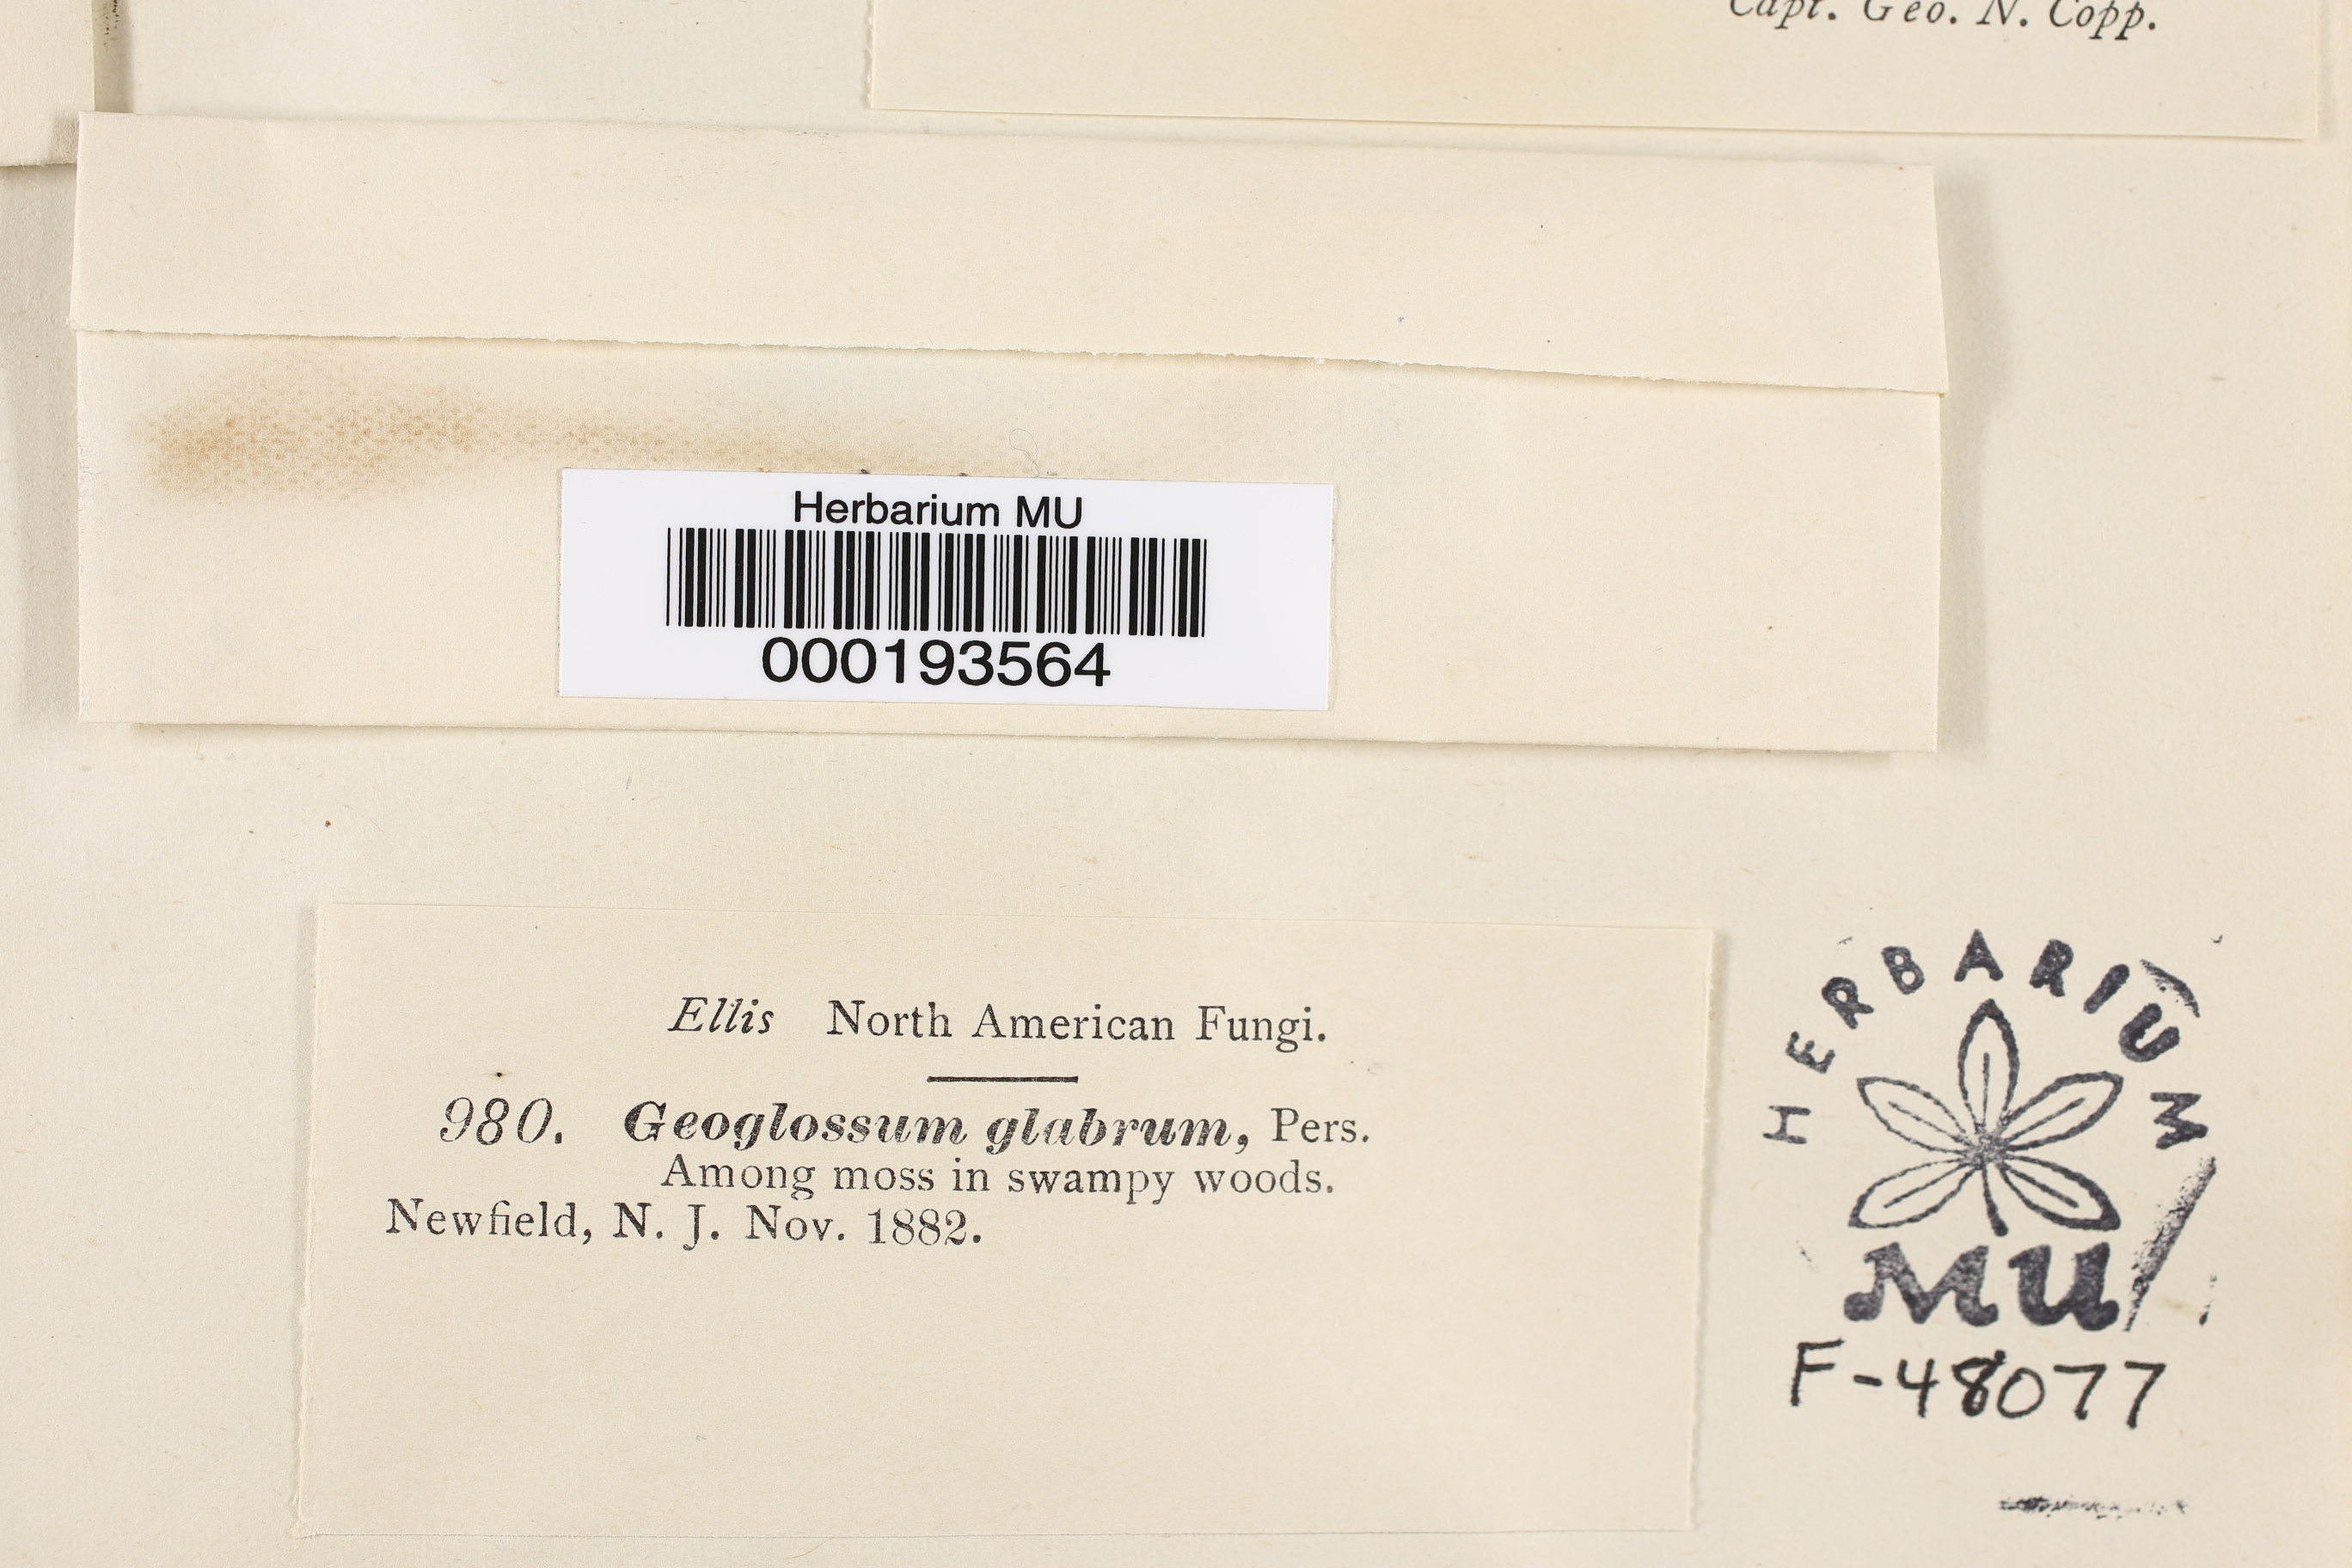 Capt. Geo. N. Copp.
Herbarium MU
000193564
Ellis North American Fungi.
980. Geoglossum glabrum, Pers.
Among moss in swampy woods.
Newfield, N. J. Nov. 1882.
HERBARIUM
MU
F-48077